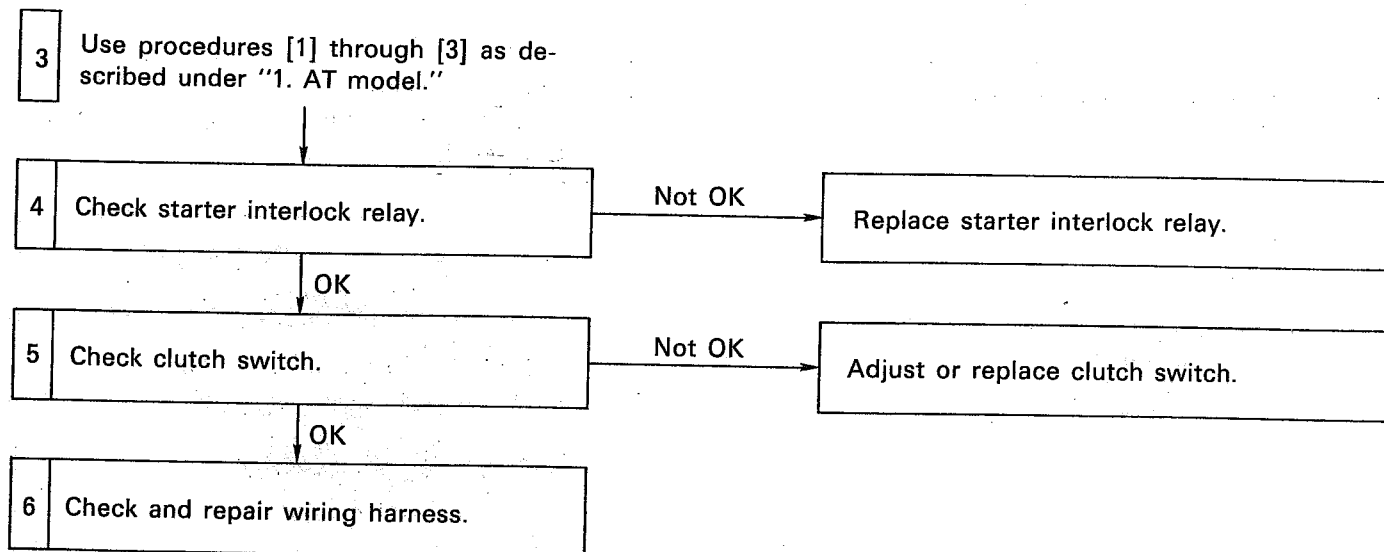 3
Use procedures [1] through [3] as de-
scribed under "1. AT model."
4
Check starter interlock relay.
Not OK
Replace starter interlock relay.
OK
5
Check clutch switch.
Not OK
Adjust or replace clutch switch.
OK
6
Check and repair wiring harness.